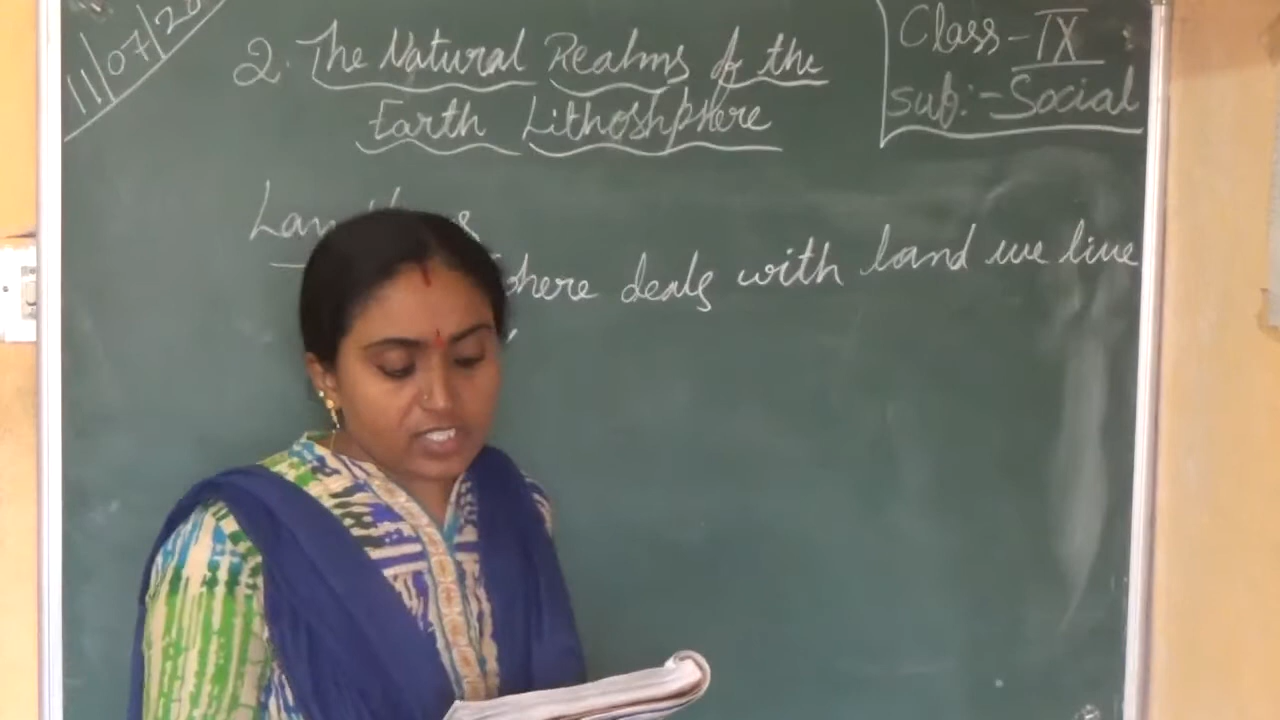 11/07/20
2. The Natural Realms of the
Earth Lithoshphere
Class - IX
Sub:- Social
deals with land we live